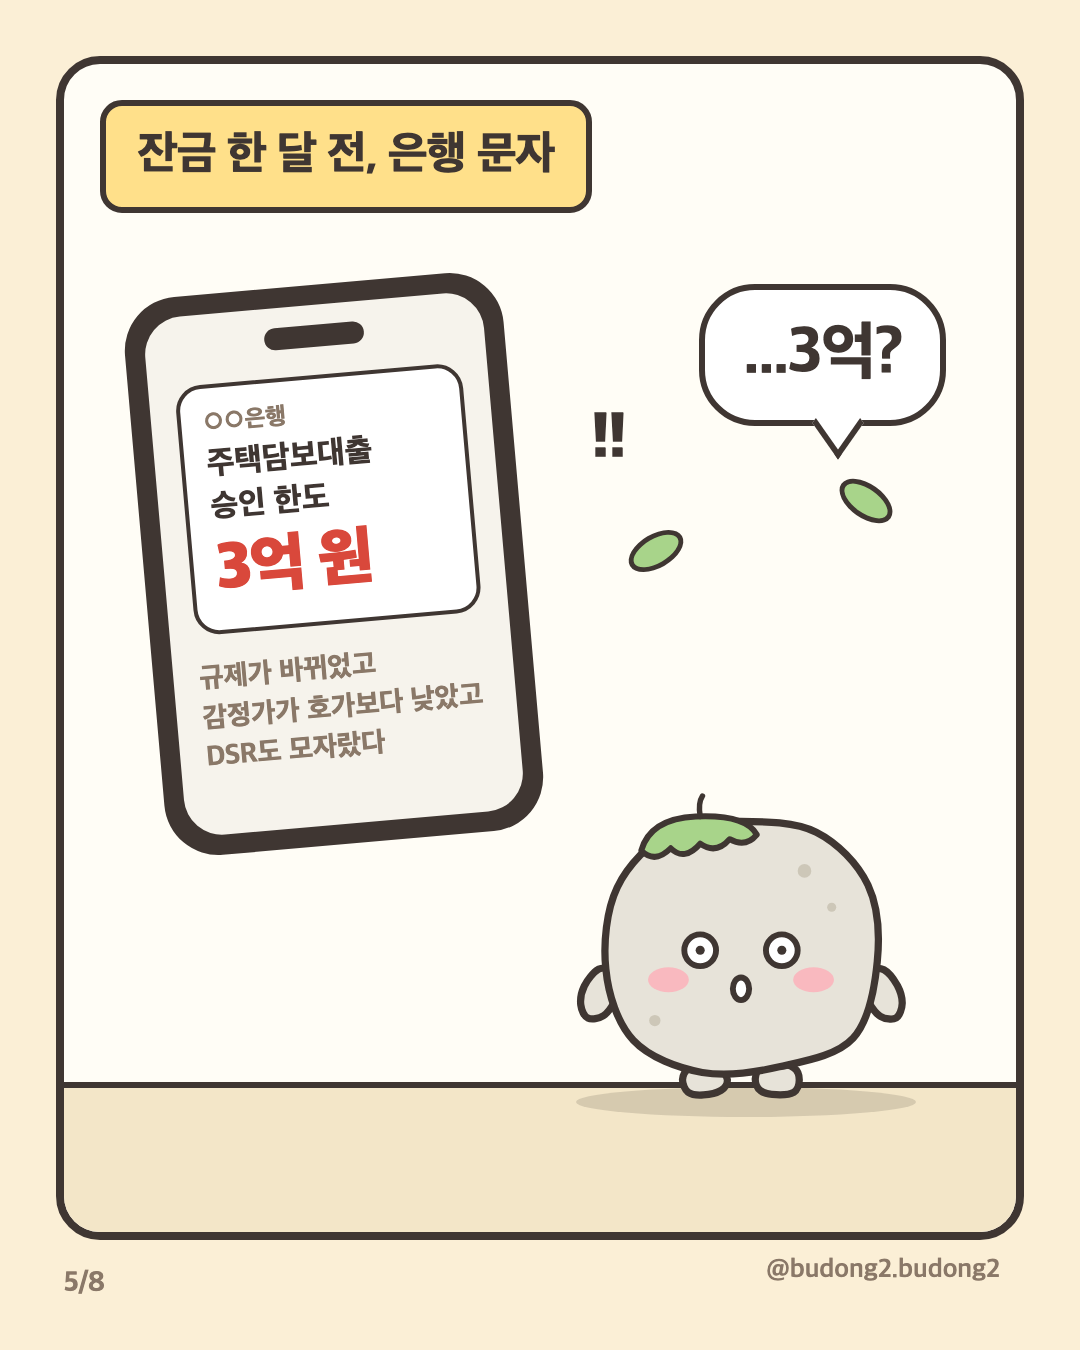 잔금 한 달 전, 은행 문자
○○은행
주택담보대출
승인 한도
3억 원
규제가 바뀌었고
감정가가 호가보다 낮았고
DSR도 모자랐다
!!
...3억?
5/8
@budong2.budong2